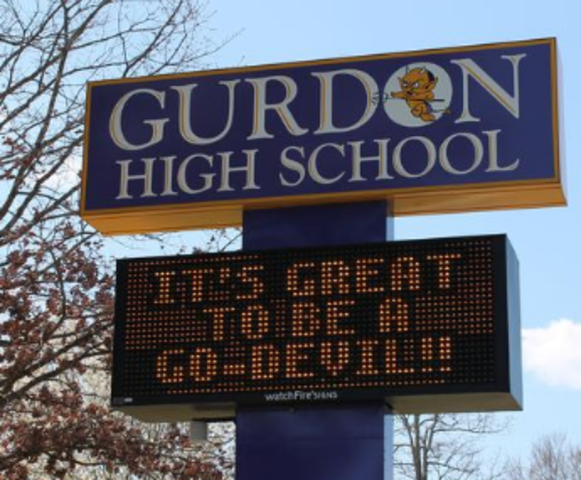 GURDON
HIGH SCHOOL
IT'S GREAT
TO BE A
GO-DEVIL!!
watchFire SIGNS